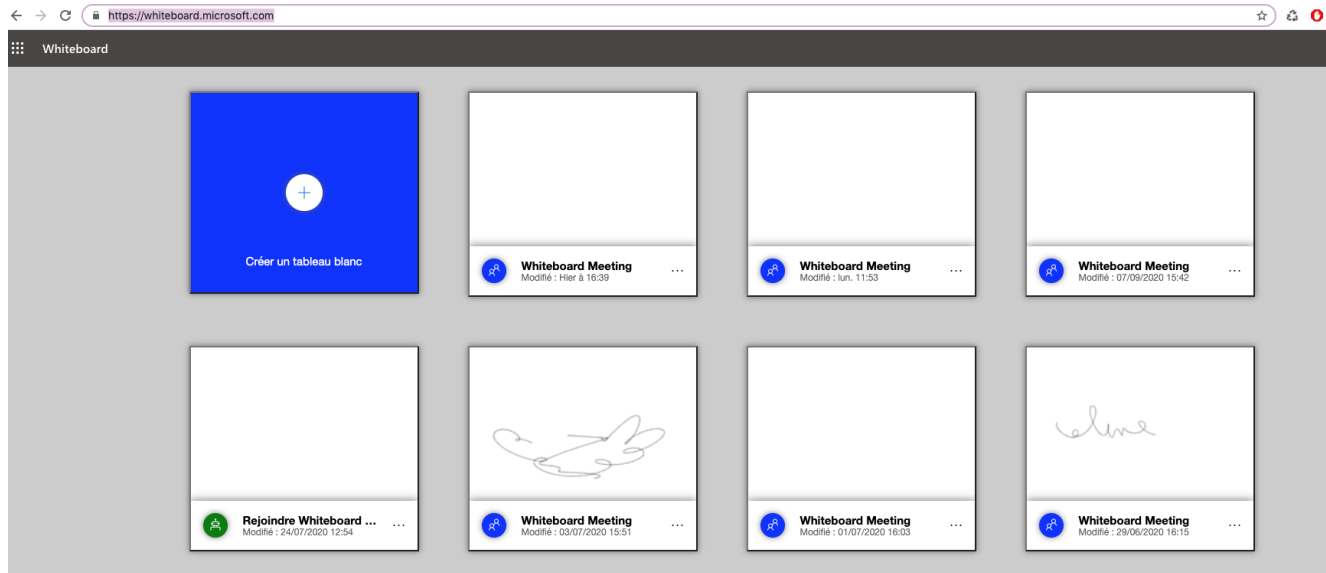 https://whiteboard.microsoft.com
Whiteboard
Créer un tableau blanc
Whiteboard Meeting
Modifié : Hier à 16:39
Whiteboard Meeting
Modifié : lun. 11:53
Whiteboard Meeting
Modifié : 07/09/2020 15:42
Rejoindre Whiteboard ...
Modifié : 24/07/2020 12:54
Whiteboard Meeting
Modifié : 03/07/2020 15:51
Whiteboard Meeting
Modifié : 01/07/2020 16:03
Whiteboard Meeting
Modifié : 29/06/2020 16:15